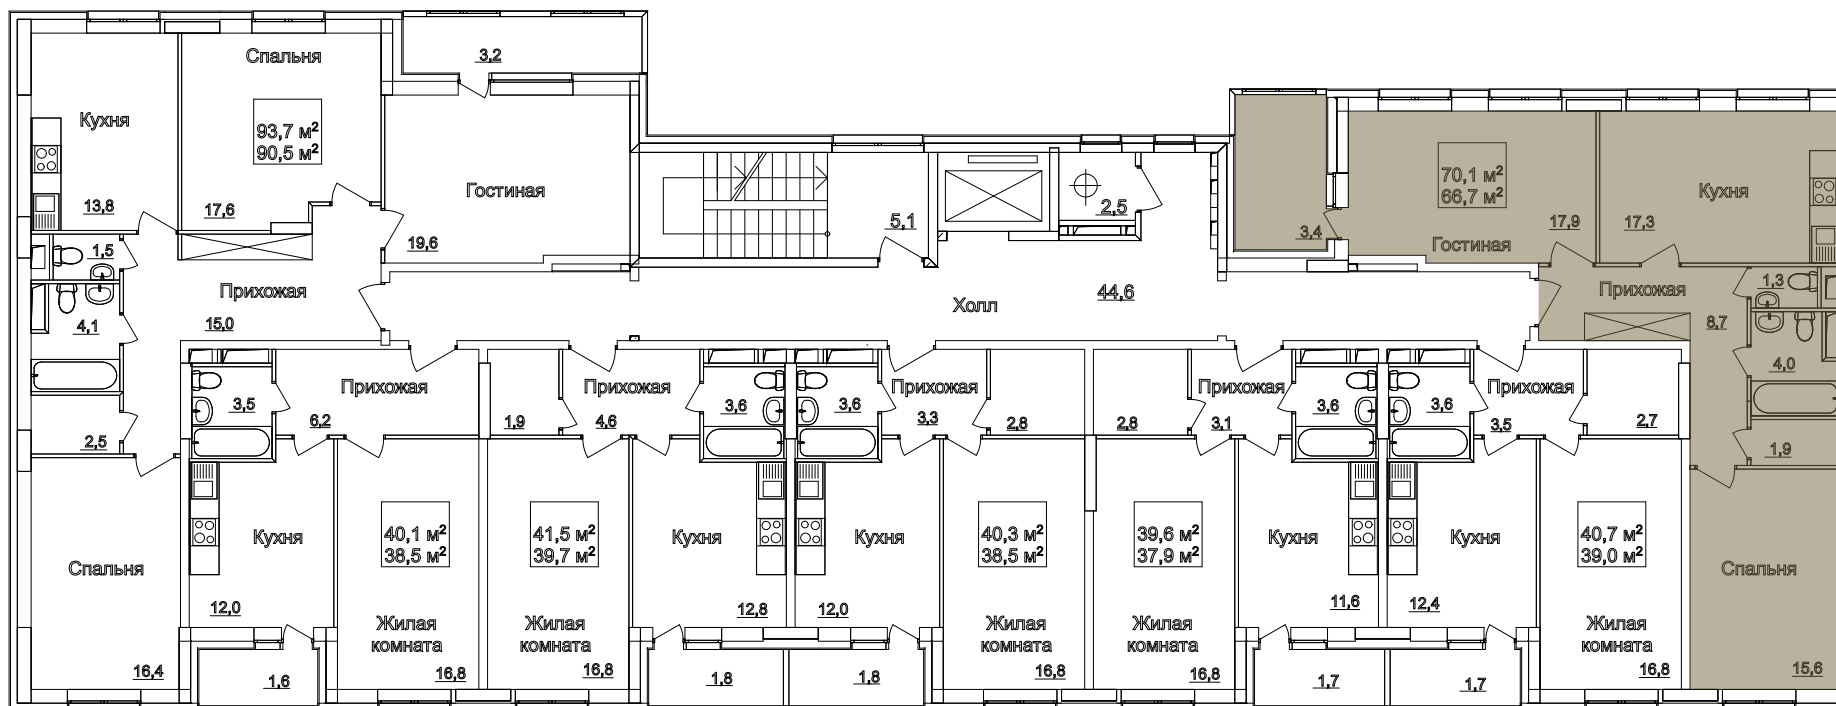 3,2
Спальня
Кухня
93,7 м²
90,5 м²
13,8
17,6
Гостиная
19,6
5,1
2,5
3,4
70,1 м²
66,7 м²
Кухня
17,9
17,3
Гостиная
1,5
Прихожая
15,0
4,1
2,5
Холл
44,6
Прихожая
8,7
1,3
4,0
1,9
3,5
Прихожая
6,2
1,9
Прихожая
4,6
3,6
3,6
Прихожая
3,3
2,8
2,8
Прихожая
3,1
3,6
3,6
Прихожая
3,5
2,7
Спальня
16,4
Кухня
12,0
1,6
40,1 м²
38,5 м²
Жилая
комната
16,8
41,5 м²
39,7 м²
Жилая
комната
16,8
Кухня
12,8
1,8
Кухня
12,0
1,8
40,3 м²
38,5 м²
Жилая
комната
16,8
39,6 м²
37,9 м²
Жилая
комната
16,8
Кухня
11,6
1,7
Кухня
12,4
1,7
40,7 м²
39,0 м²
Жилая
комната
16,8
Спальня
15,6